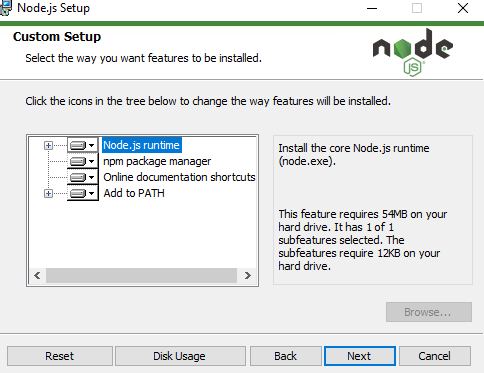 Node.js Setup
Custom Setup
Select the way you want features to be installed.
node
JS
Click the icons in the tree below to change the way features will be installed.
Node.js runtime
npm package manager
Online documentation shortcuts
Add to PATH
Install the core Node.js runtime
(node.exe).
This feature requires 54MB on your
hard drive. It has 1 of 1
subfeatures selected. The
subfeatures require 12KB on your
hard drive.
Browse...
Reset
Disk Usage
Back
Next
Cancel